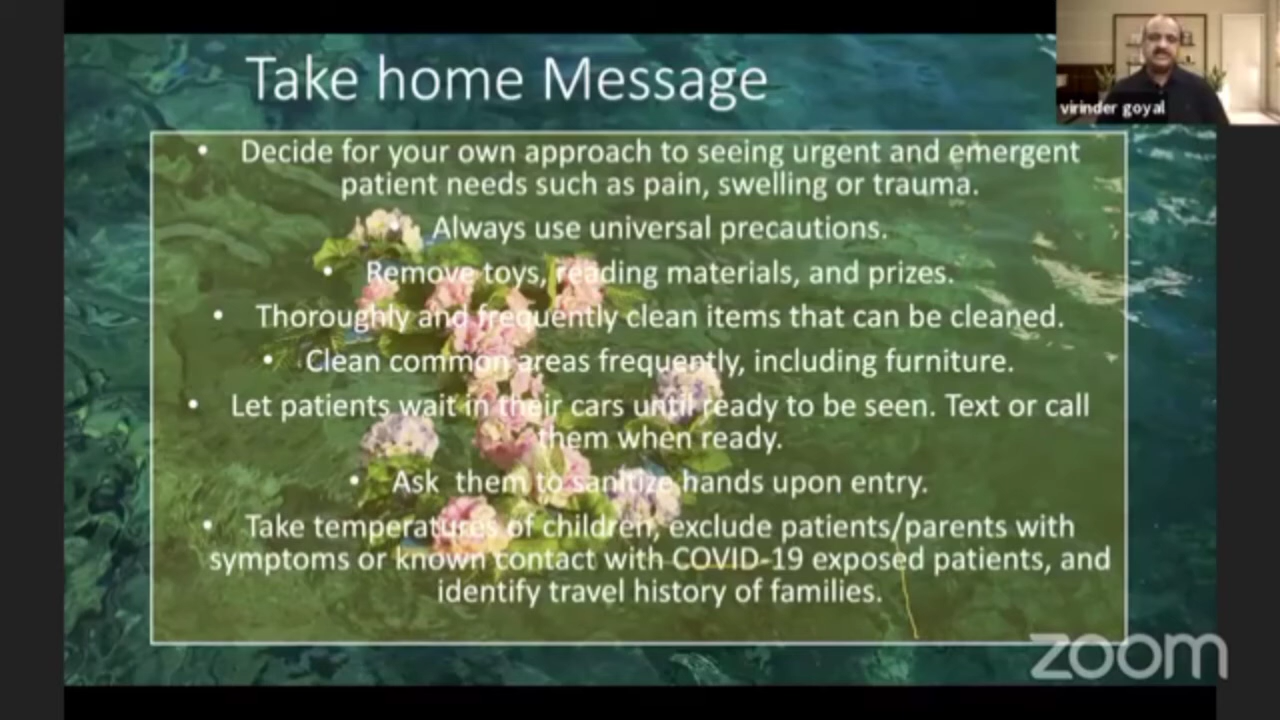 Take home Message
virinder goyal
• Decide for your own approach to seeing urgent and emergent
patient needs such as pain, swelling or trauma.
• Always use universal precautions.
• Remove toys, reading materials, and prizes.
• Thoroughly and frequently clean items that can be cleaned.
• Clean common areas frequently, including furniture.
• Let patients wait in their cars until ready to be seen. Text or call
them when ready.
• Ask them to sanitize hands upon entry.
• Take temperatures of children, exclude patients/parents with
symptoms or known contact with COVID-19 exposed patients, and
identify travel history of families.
zoom